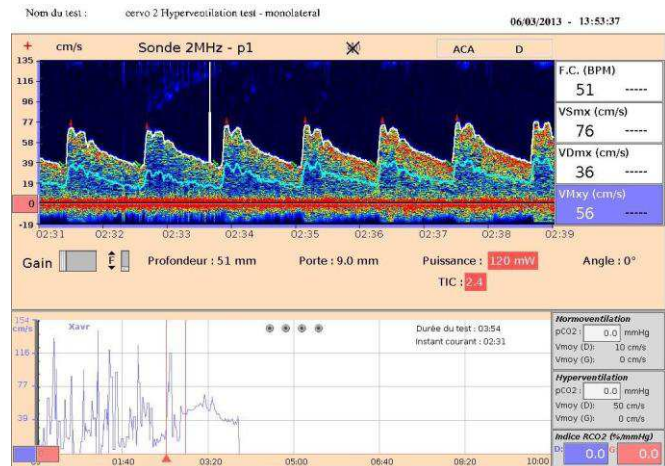 Nom du test : cervo 2 Hyperventilation test - monolateral
06/03/2013 - 13:53:37
+ cm/s Sonde 2MHz - p1 ACA D
135
116
96
77
58
39
19
0
-19
02:31 02:32 02:33 02:34 02:35 02:36 02:37 02:38 02:39
F.C. (BPM)
51 -----
VSmx (cm/s)
76 -----
VDmx (cm/s)
36 -----
VMxy (cm/s)
56 -----
Gain F Profondeur : 51 mm Porte : 9.0 mm Puissance : 120 mW Angle : 0°
TIC : 2.4
154
cm/s
116
77
39
Xavr
Durée du test : 03:54
Instant courant : 02:31
01:40 03:20 05:00 06:40 08:20 10:00
Normoventilation
pCO2 : 0.0 mmHg
Vmoy (D): 10 cm/s
Vmoy (G): 0 cm/s
Hyperventilation
pCO2 : 0.0 mmHg
Vmoy (D): 50 cm/s
Vmoy (G): 0 cm/s
Indice RCO2 (%/mmHg)
D: 0.0 G: 0.0